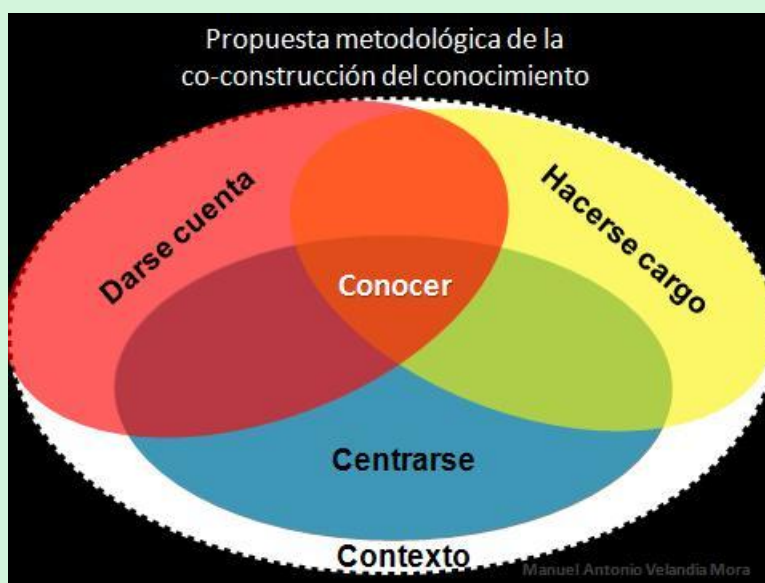 Propuesta metodológica de la
co-construcción del conocimiento
Darse cuenta
Hacerse cargo
Conocer
Centrarse
Contexto
Manuel Antonio Velandia Mora